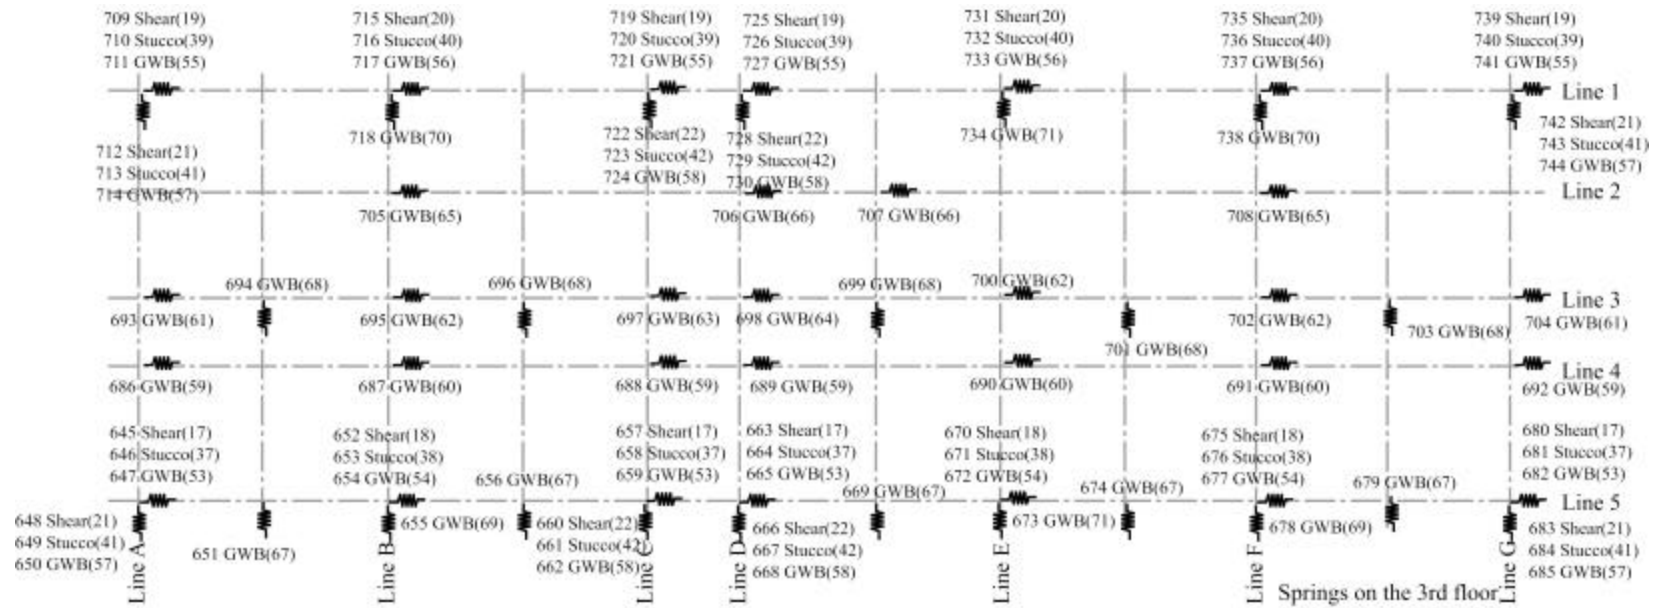 709 Shear(19)
710 Stucco(39)
711 GWB(55)
715 Shear(20)
716 Stucco(40)
717 GWB(56)
719 Shear(19)
720 Stucco(39)
721 GWB(55)
725 Shear(19)
726 Stucco(39)
727 GWB(55)
731 Shear(20)
732 Stucco(40)
733 GWB(56)
735 Shear(20)
736 Stucco(40)
737 GWB(56)
739 Shear(19)
740 Stucco(39)
741 GWB(55)
Line 1
712 Shear(21)
713 Stucco(41)
714 GWB(57)
718 GWB(70)
722 Shear(22)
723 Stucco(42)
724 GWB(58)
728 Shear(22)
729 Stucco(42)
730 GWB(58)
734 GWB(71)
738 GWB(70)
742 Shear(21)
743 Stucco(41)
744 GWB(57)
Line 2
705 GWB(65)
706 GWB(66)
707 GWB(66)
708 GWB(65)
694 GWB(68)
696 GWB(68)
699 GWB(68)
700 GWB(62)
Line 3
693 GWB(61)
695 GWB(62)
697 GWB(63)
698 GWB(64)
701 GWB(68)
702 GWB(62)
703 GWB(68)
704 GWB(61)
Line 4
686 GWB(59)
687 GWB(60)
688 GWB(59)
689 GWB(59)
690 GWB(60)
691 GWB(60)
692 GWB(59)
645 Shear(17)
646 Stucco(37)
647 GWB(53)
652 Shear(18)
653 Stucco(38)
654 GWB(54)
656 GWB(67)
657 Shear(17)
658 Stucco(37)
659 GWB(53)
663 Shear(17)
664 Stucco(37)
665 GWB(53)
669 GWB(67)
670 Shear(18)
671 Stucco(38)
672 GWB(54)
674 GWB(67)
675 Shear(18)
676 Stucco(38)
677 GWB(54)
679 GWB(67)
680 Shear(17)
681 Stucco(37)
682 GWB(53)
Line 5
648 Shear(21)
649 Stucco(41)
650 GWB(57)
651 GWB(67)
655 GWB(69)
660 Shear(22)
661 Stucco(42)
662 GWB(58)
666 Shear(22)
667 Stucco(42)
668 GWB(58)
673 GWB(71)
678 GWB(69)
683 Shear(21)
684 Stucco(41)
685 GWB(57)
Line A
Line B
Line C
Line D
Line E
Line F
Line G
Springs on the 3rd floor